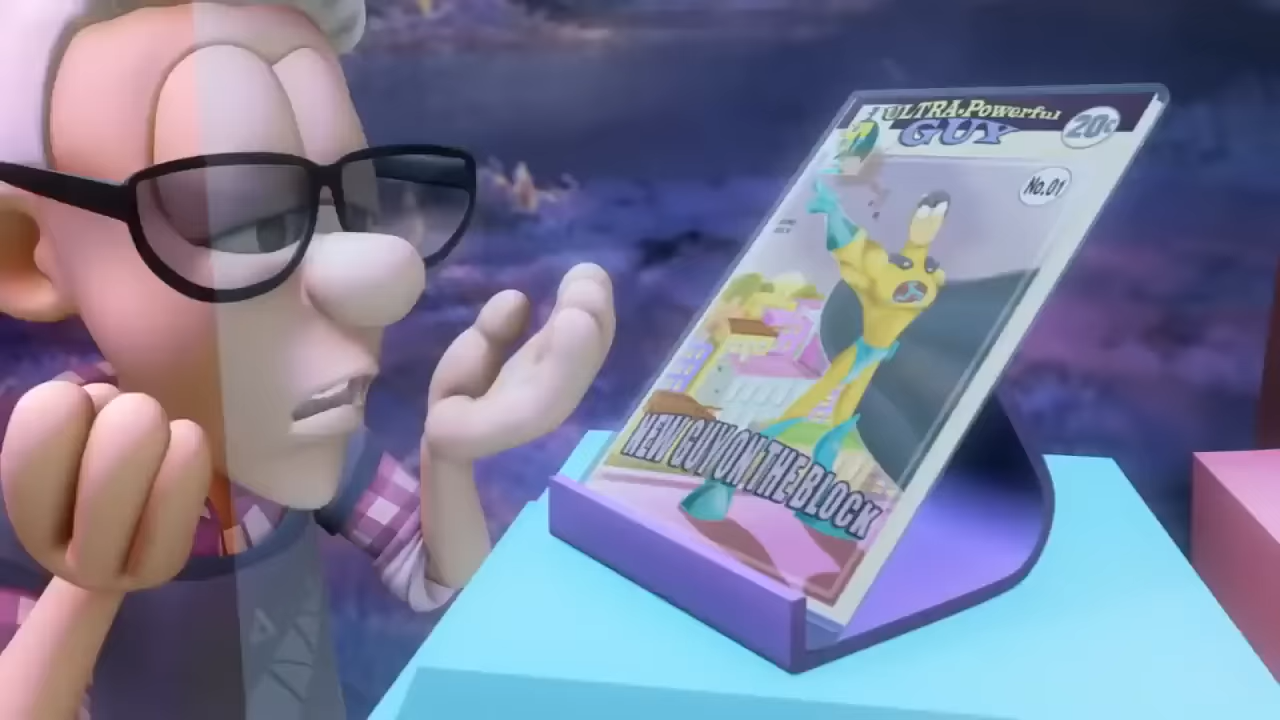 ULTRA•Powerful
GUY
20¢
No.01
NEW GUY ON THE BLOCK